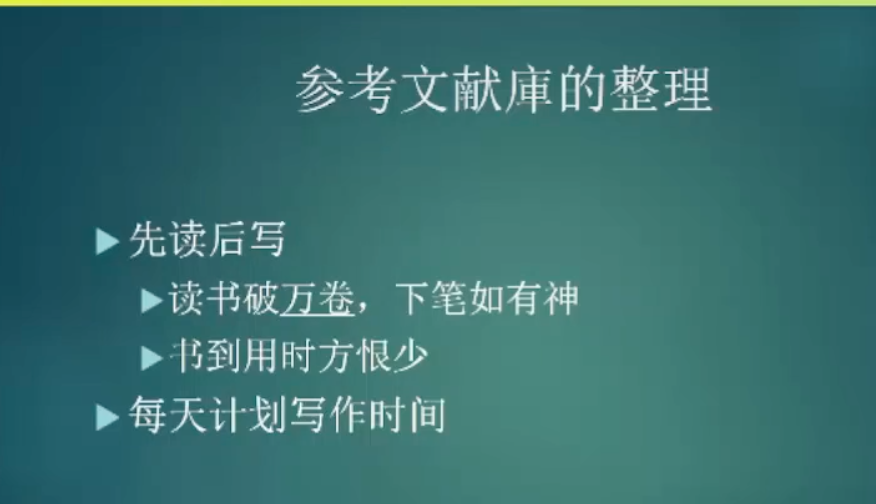 参考文献庫的整理
先读后写
读书破万卷，下笔如有神
书到用时方恨少
每天计划写作时间